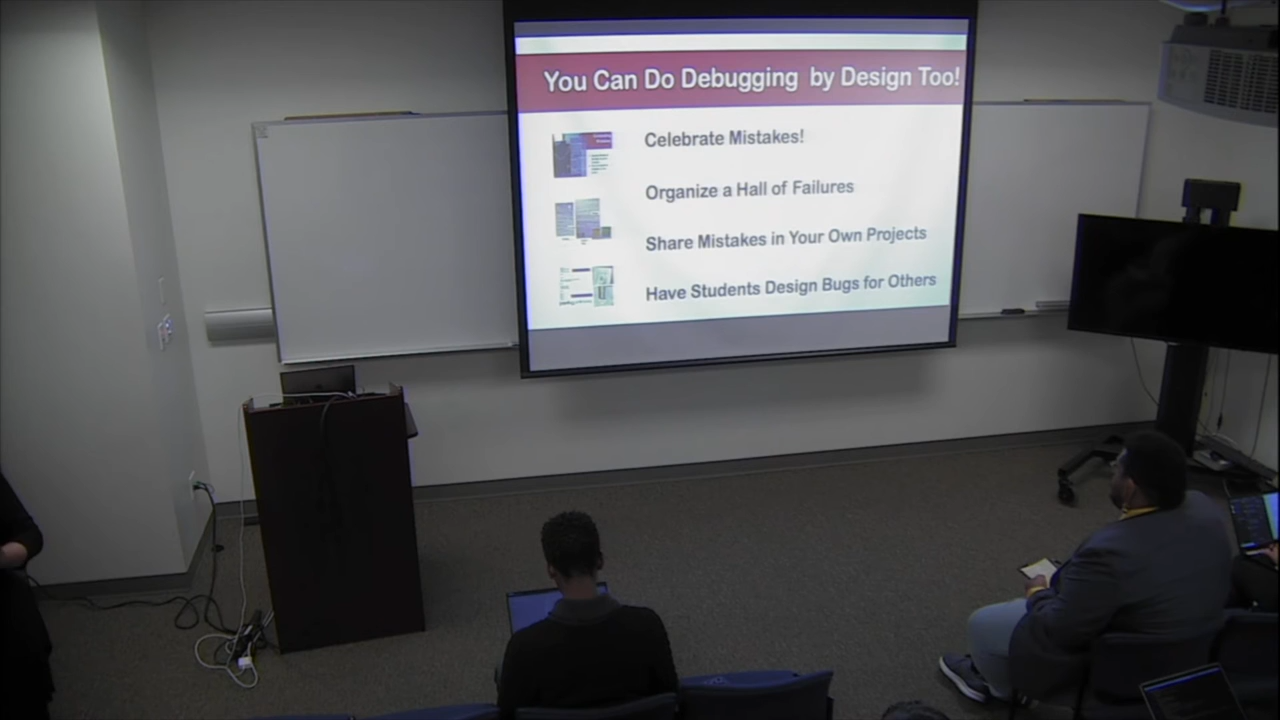 You Can Do Debugging by Design Too!
Celebrate Mistakes!
Organize a Hall of Failures
Share Mistakes in Your Own Projects
Have Students Design Bugs for Others